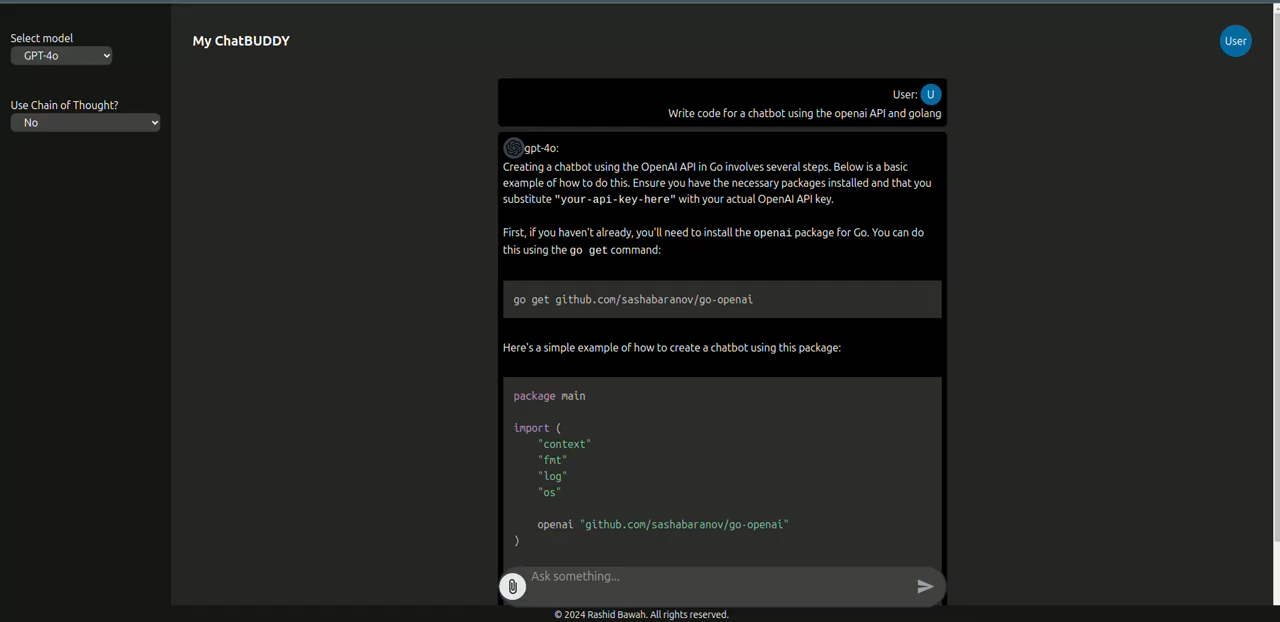 Select model
GPT-4o
Use Chain of Thought?
No
My ChatBUDDY
User
User: U
Write code for a chatbot using the openai API and golang
gpt-4o:
Creating a chatbot using the OpenAI API in Go involves several steps. Below is a basic
example of how to do this. Ensure you have the necessary packages installed and that you
substitute "your-api-key-here" with your actual OpenAI API key.
First, if you haven't already, you'll need to install the openai package for Go. You can do
this using the go get command:
go get github.com/sashabaranov/go-openai
Here's a simple example of how to create a chatbot using this package:
package main
import (
"context"
"fmt"
"log"
"os"
openai "github.com/sashabaranov/go-openai"
)
Ask something...
© 2024 Rashid Bawah. All rights reserved.